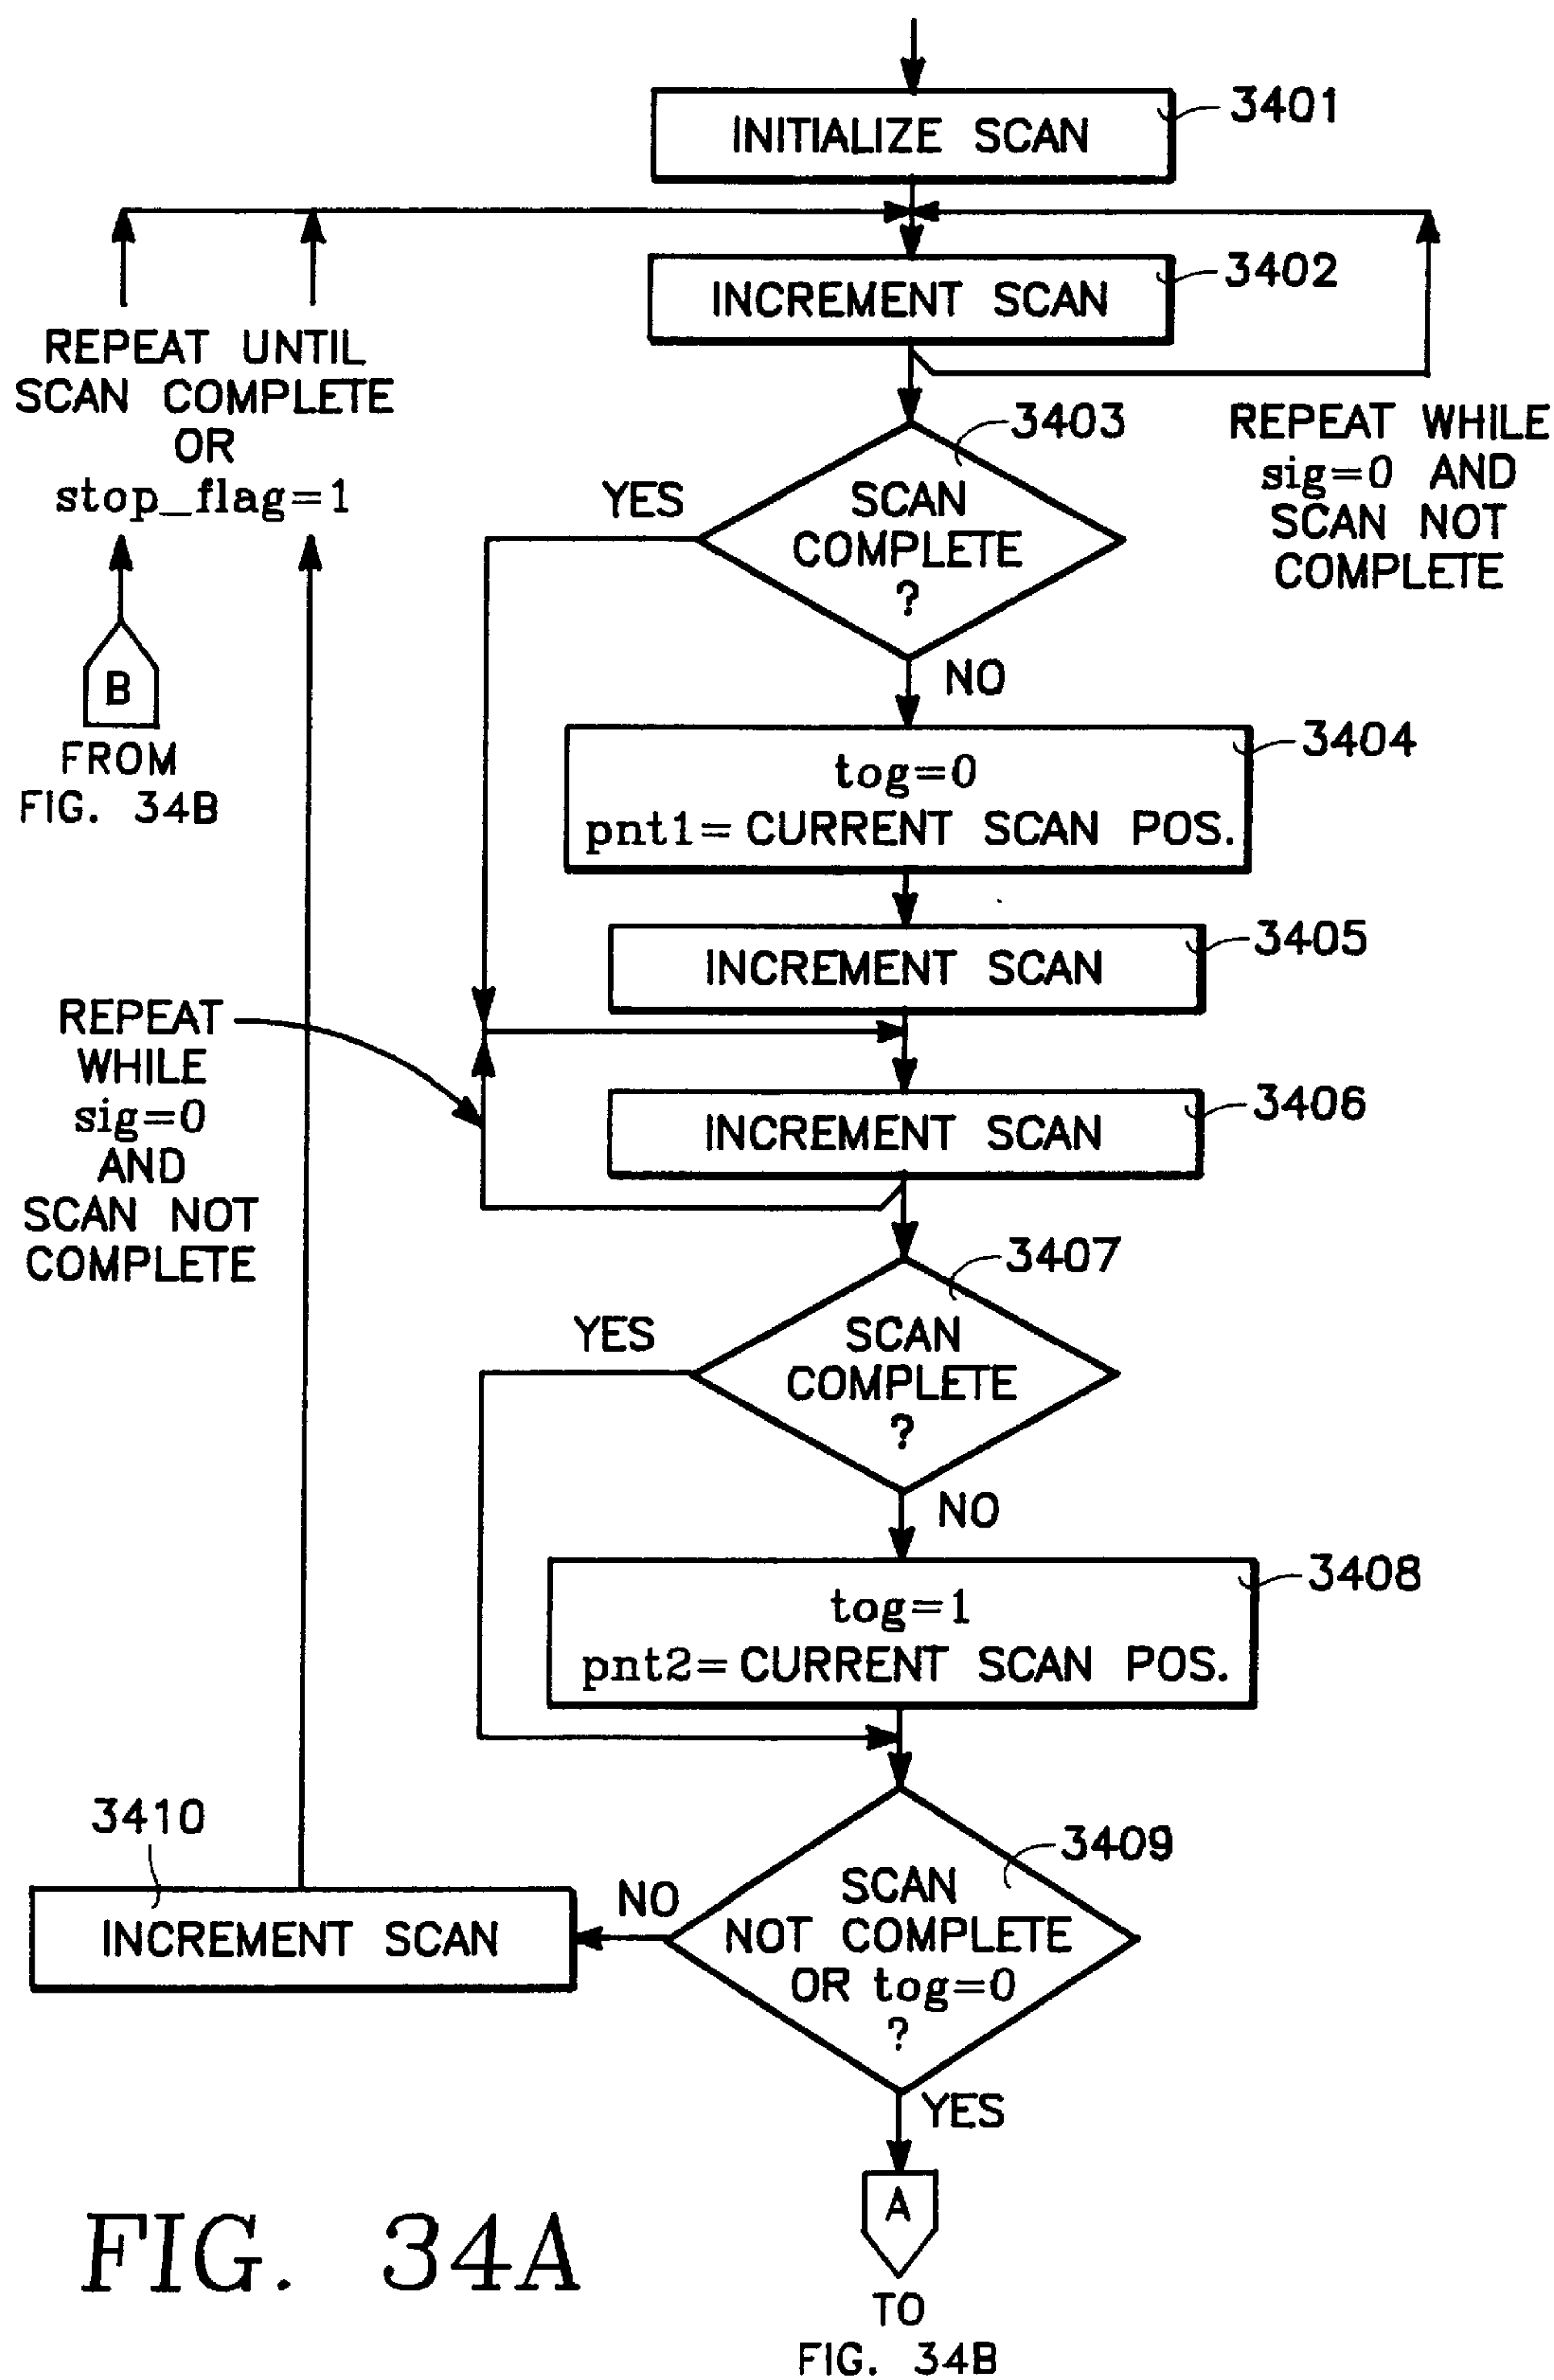 3401
INITIALIZE SCAN
3402
INCREMENT SCAN
REPEAT UNTIL
SCAN COMPLETE
OR
stop_flag=1
REPEAT WHILE
sig=0 AND
SCAN NOT
COMPLETE
3403
YES
SCAN
COMPLETE
?
NO
B
FROM
FIG. 34B
3404
tog=0
pnt1= CURRENT SCAN POS.
3405
INCREMENT SCAN
REPEAT
WHILE
sig=0
AND
SCAN NOT
COMPLETE
3406
INCREMENT SCAN
3407
YES
SCAN
COMPLETE
?
NO
3408
tog=1
pnt2= CURRENT SCAN POS.
3409
SCAN
NOT COMPLETE
OR tog=0
?
NO
3410
INCREMENT SCAN
YES
A
TO
FIG. 34B
FIG. 34A